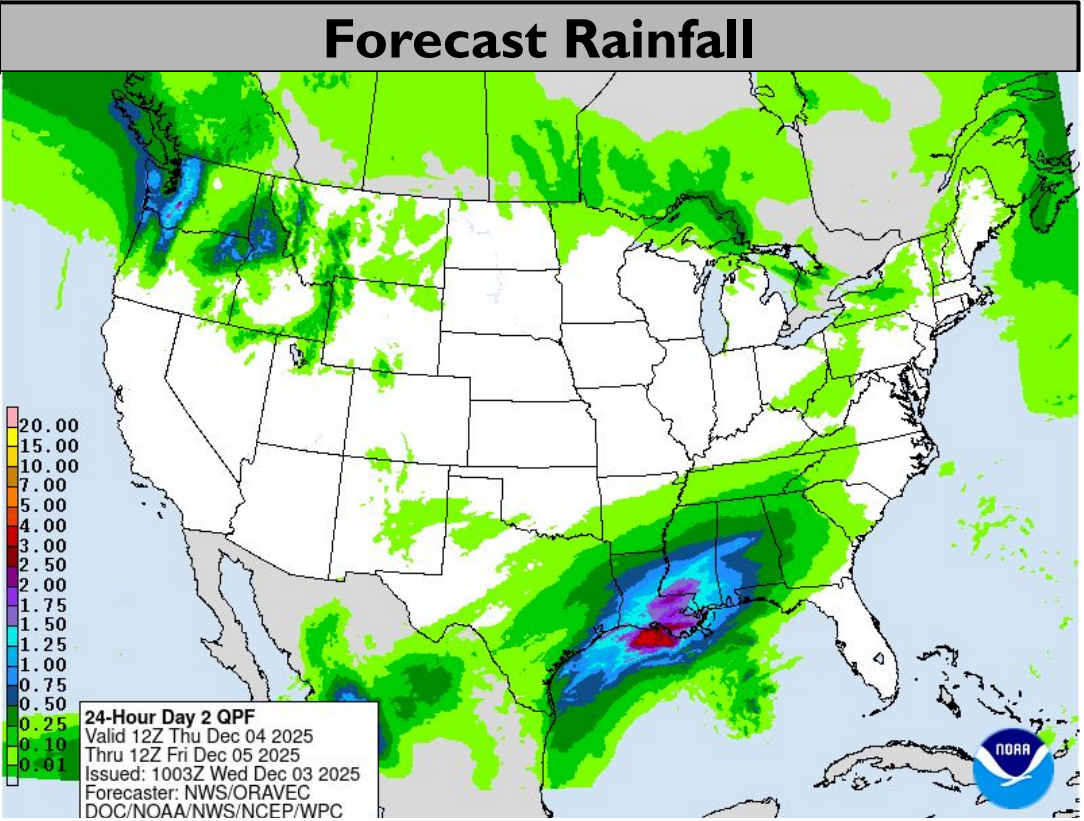 Forecast Rainfall
20.00
15.00
10.00
7.00
5.00
4.00
3.00
2.50
2.00
1.75
1.50
1.25
1.00
0.75
0.50
0.25
0.10
0.01
24-Hour Day 2 QPF
Valid 12Z Thu Dec 04 2025
Thru 12Z Fri Dec 05 2025
Issued: 1003Z Wed Dec 03 2025
Forecaster: NWS/ORAVEC
DOC/NOAA/NWS/NCEP/WPC
NOAA